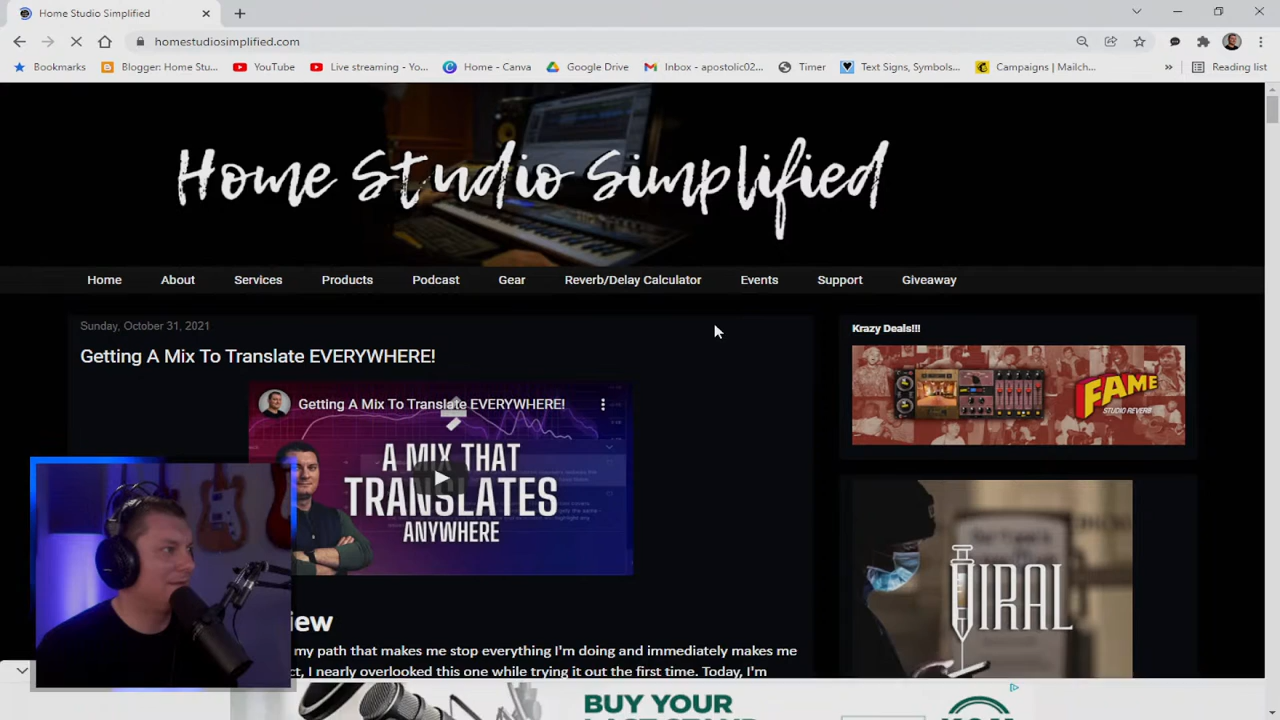 Home Studio Simplified
homestudiosimplified.com
Bookmarks
Blogger: Home Stu...
YouTube
Live streaming - Yo...
Home - Canva
Google Drive
Inbox - apostolic02...
Timer
Text Signs, Symbols...
Campaigns | Mailch...
»
Reading list
Home Studio Simplified
Home
About
Services
Products
Podcast
Gear
Reverb/Delay Calculator
Events
Support
Giveaway
Sunday, October 31, 2021
Getting A Mix To Translate EVERYWHERE!
Getting A Mix To Translate EVERYWHERE!
A MIX THAT
TRANSLATES
ANYWHERE
iew
my path that makes me stop everything I'm doing and immediately makes me
ct, I nearly overlooked this one while trying it out the first time. Today, I'm
Krazy Deals!!!
FAME
STUDIO REVERB
VIRAL
BUY YOUR